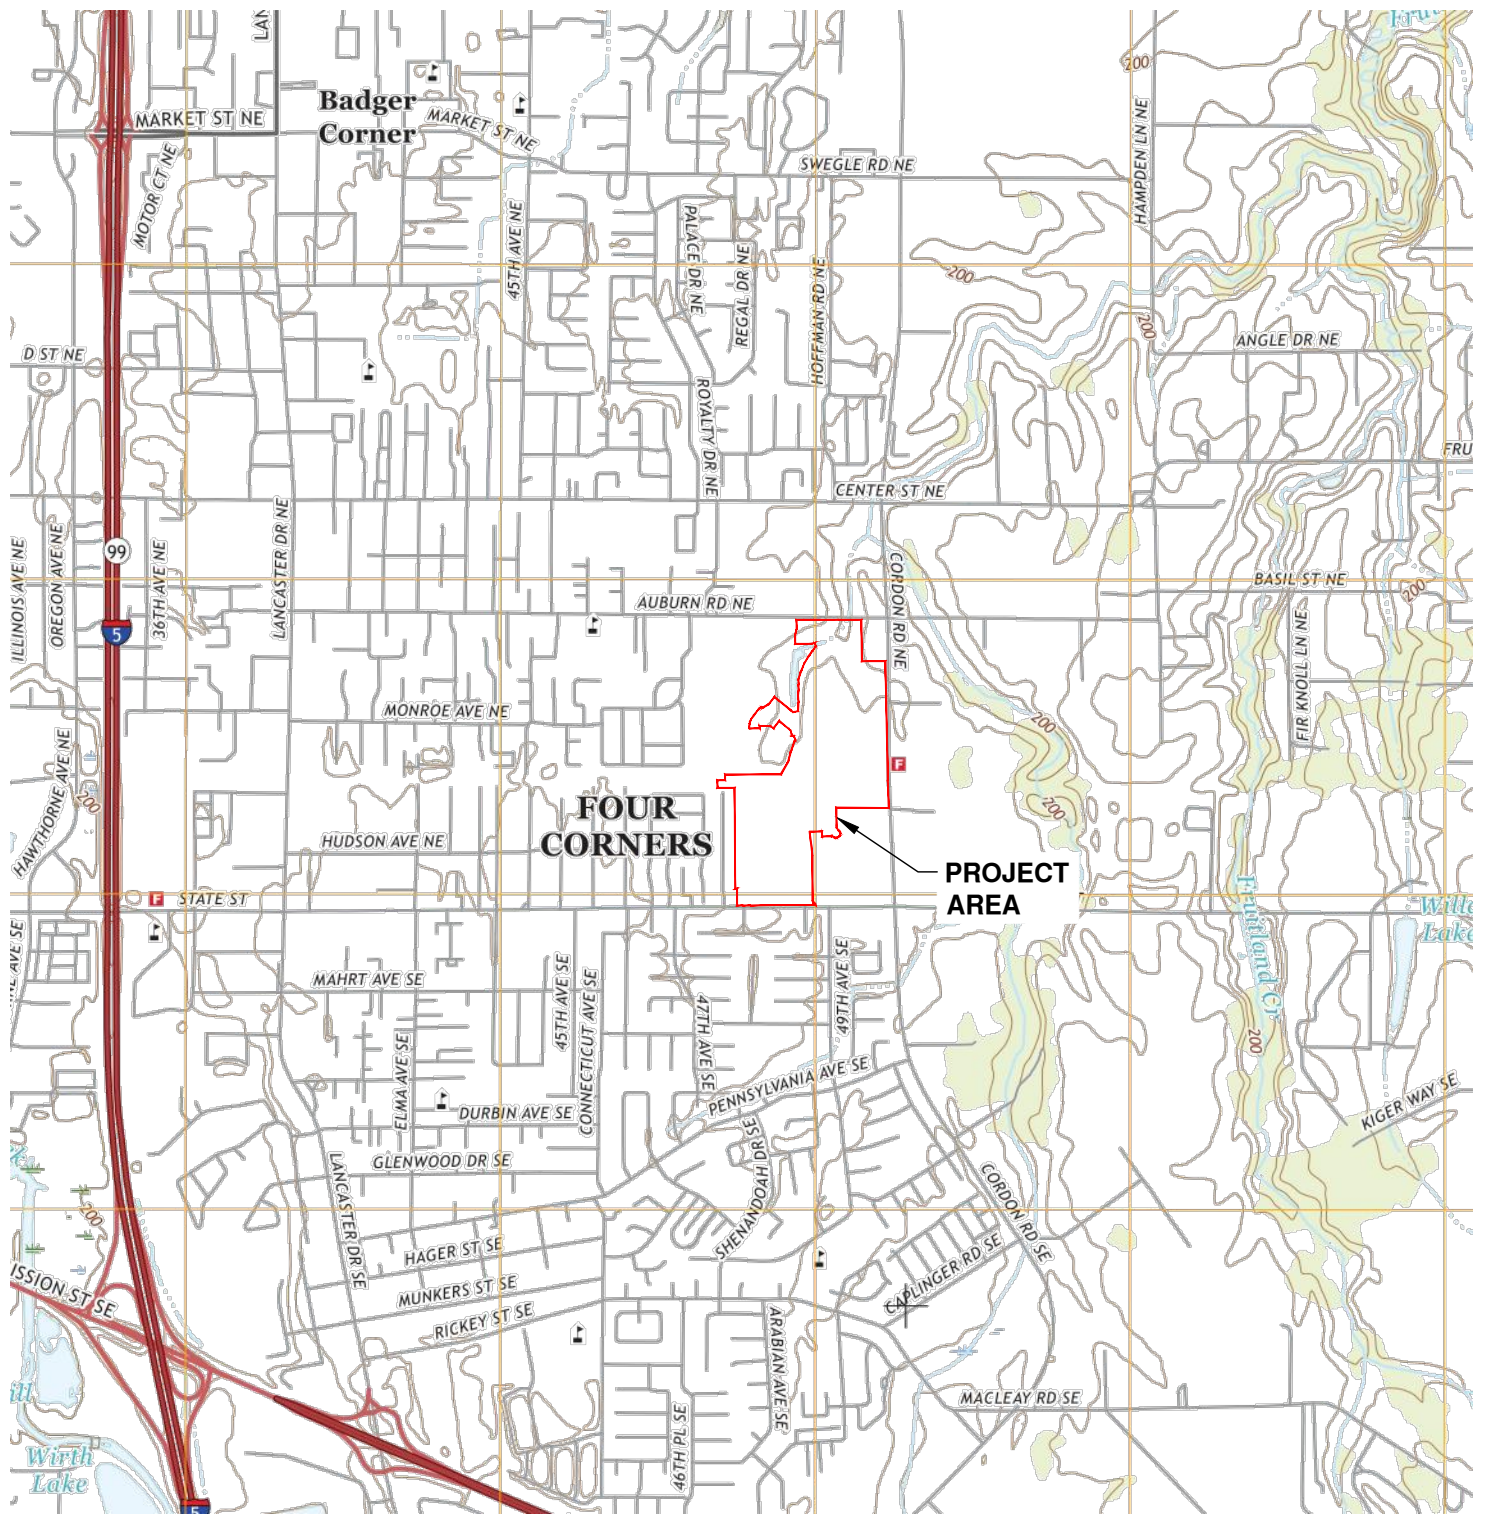 Badger
Corner
MARKET ST NE
MARKET ST NE
MOTOR CT NE
SWEGLE RD NE
HAMPDEN LN NE
200
45TH AVE NE
PALACE DR NE
REGAL DR NE
HOFFMAN RD NE
200
200
ANGLE DR NE
D ST NE
ROYALTY DR NE
FRU
CENTER ST NE
LANCASTER DR NE
ILLINOIS AVE NE
OREGON AVE NE
99
36TH AVE NE
CORDON RD NE
BASIL ST NE
200
AUBURN RD NE
5
FIR KNOLL LN NE
MONROE AVE NE
200
HAWTHORNE AVE NE
200
F
FOUR
CORNERS
200
HUDSON AVE NE
PROJECT
AREA
F
STATE ST
Fruitland Cr
Lake
MAHRT AVE SE
45TH AVE SE
CONNECTICUT AVE SE
47TH AVE SE
49TH AVE SE
200
ELMA AVE SE
PENNSYLVANIA AVE SE
DURBIN AVE SE
KIGER WAY SE
GLENWOOD DR SE
LANCASTER DR SE
SHENANDOAH DR SE
CORDON RD SE
200
HAGER ST SE
CAPLINGER RD SE
ISSION ST SE
MUNKERS ST SE
RICKEY ST SE
ARABIAN AVE SE
MACLEAY RD SE
46TH PL SE
Wirth
Lake
5